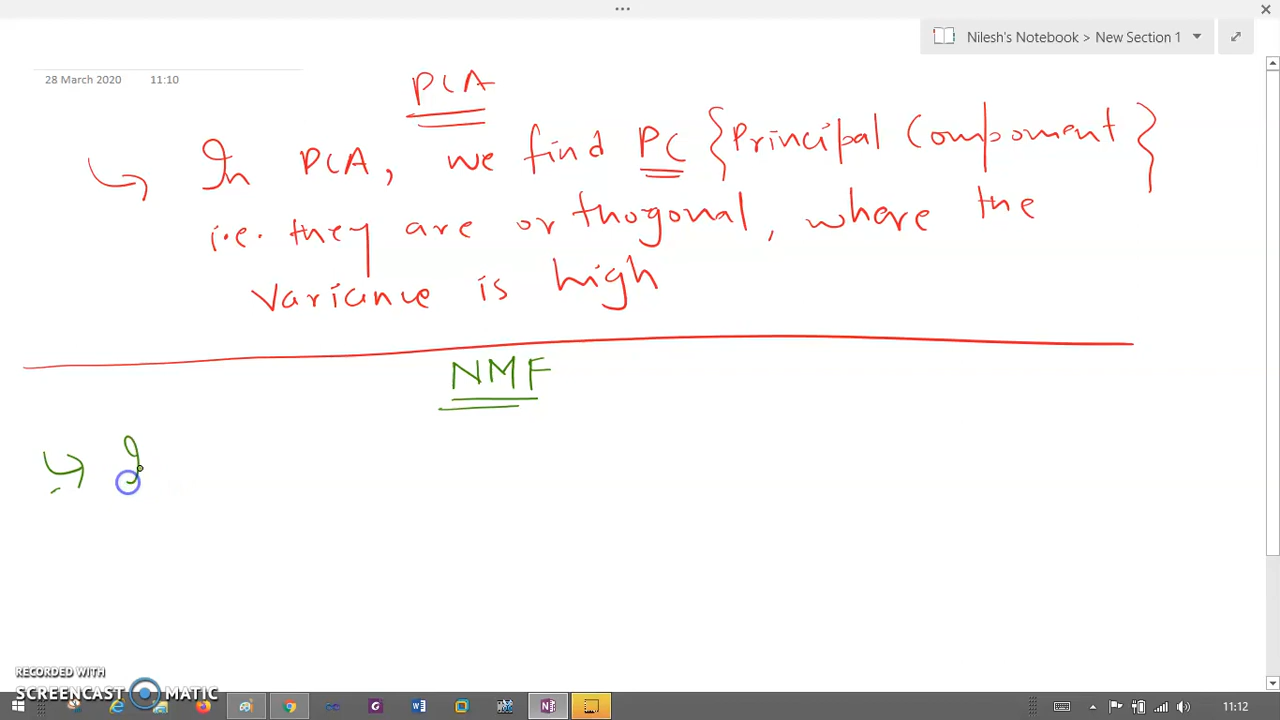 Nilesh's Notebook > New Section 1
28 March 2020 11:10
PCA
In PCA, we find PC {Principal Componment}
i.e. they are orthogonal, where the
variance is high
NMF
I
RECORDED WITH
SCREENCAST MATIC
11:12